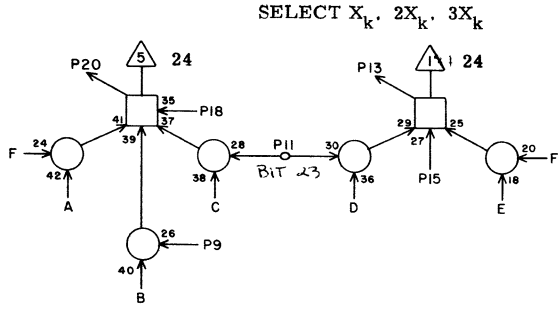 SELECT Xk, 2Xk, 3Xk
P20 5 24 P13 24
35
41 P18 37
39
29 25
27
F 24 28 P11 30 20 F
42 38 BIT 23 36 P15 18
A C D E
26 P9
40
B